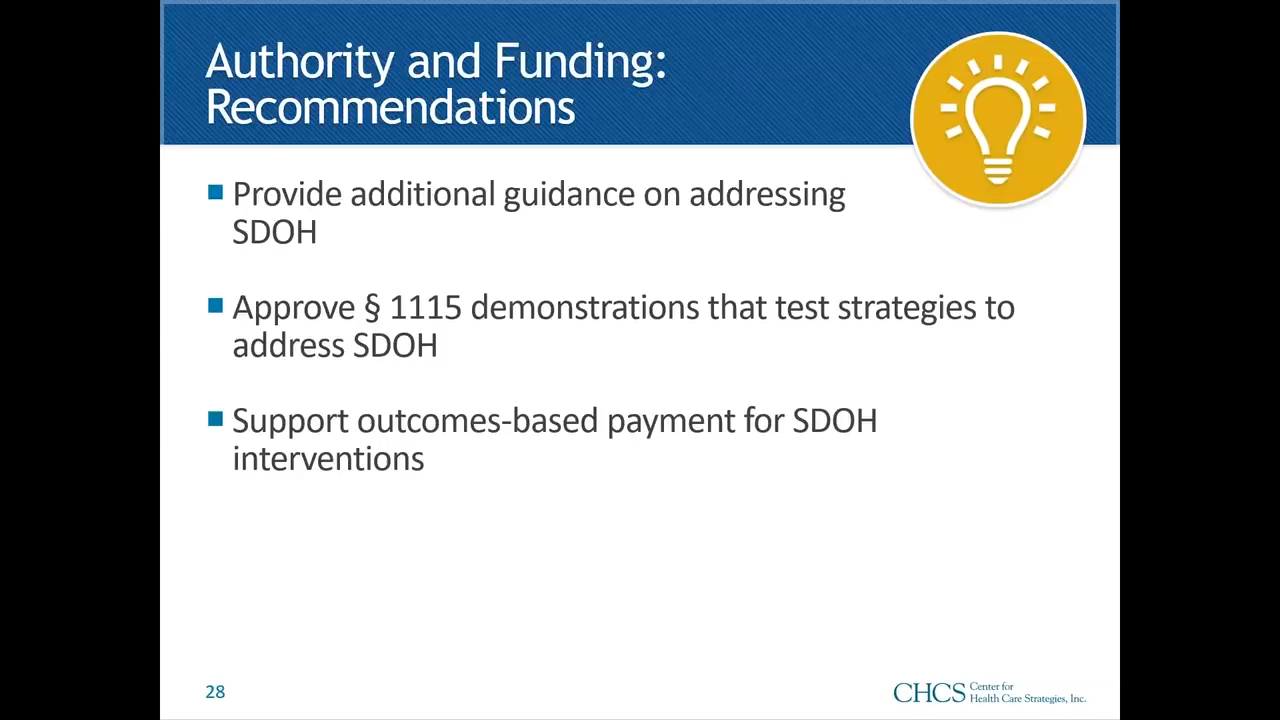 Authority and Funding:
Recommendations
■ Provide additional guidance on addressing
SDOH
■ Approve § 1115 demonstrations that test strategies to
address SDOH
■ Support outcomes-based payment for SDOH
interventions
28
CHCS Center for
Health Care Strategies, Inc.